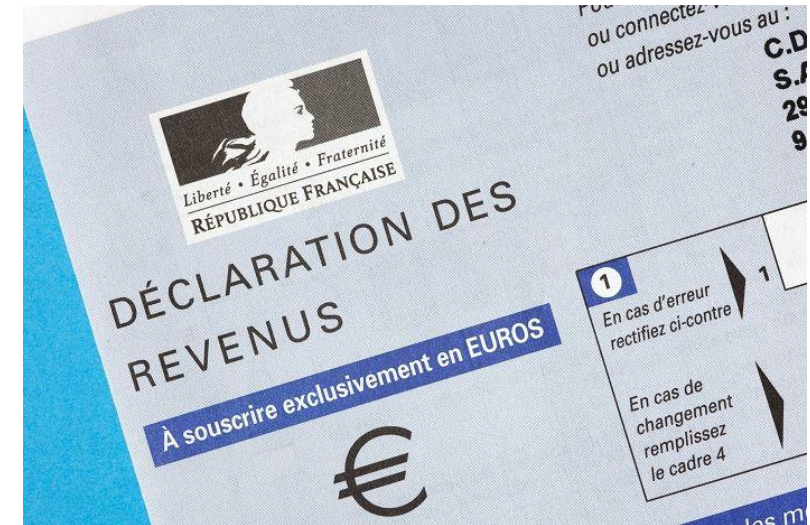 ou connectez-
ou adressez-vous au :
C.D
S.A
29
9
Liberté • Égalité • Fraternité
RÉPUBLIQUE FRANÇAISE
DÉCLARATION DES
REVENUS
À souscrire exclusivement en EUROS
€
1
En cas d'erreur
rectifiez ci-contre
1
En cas de
changement
remplissez
le cadre 4